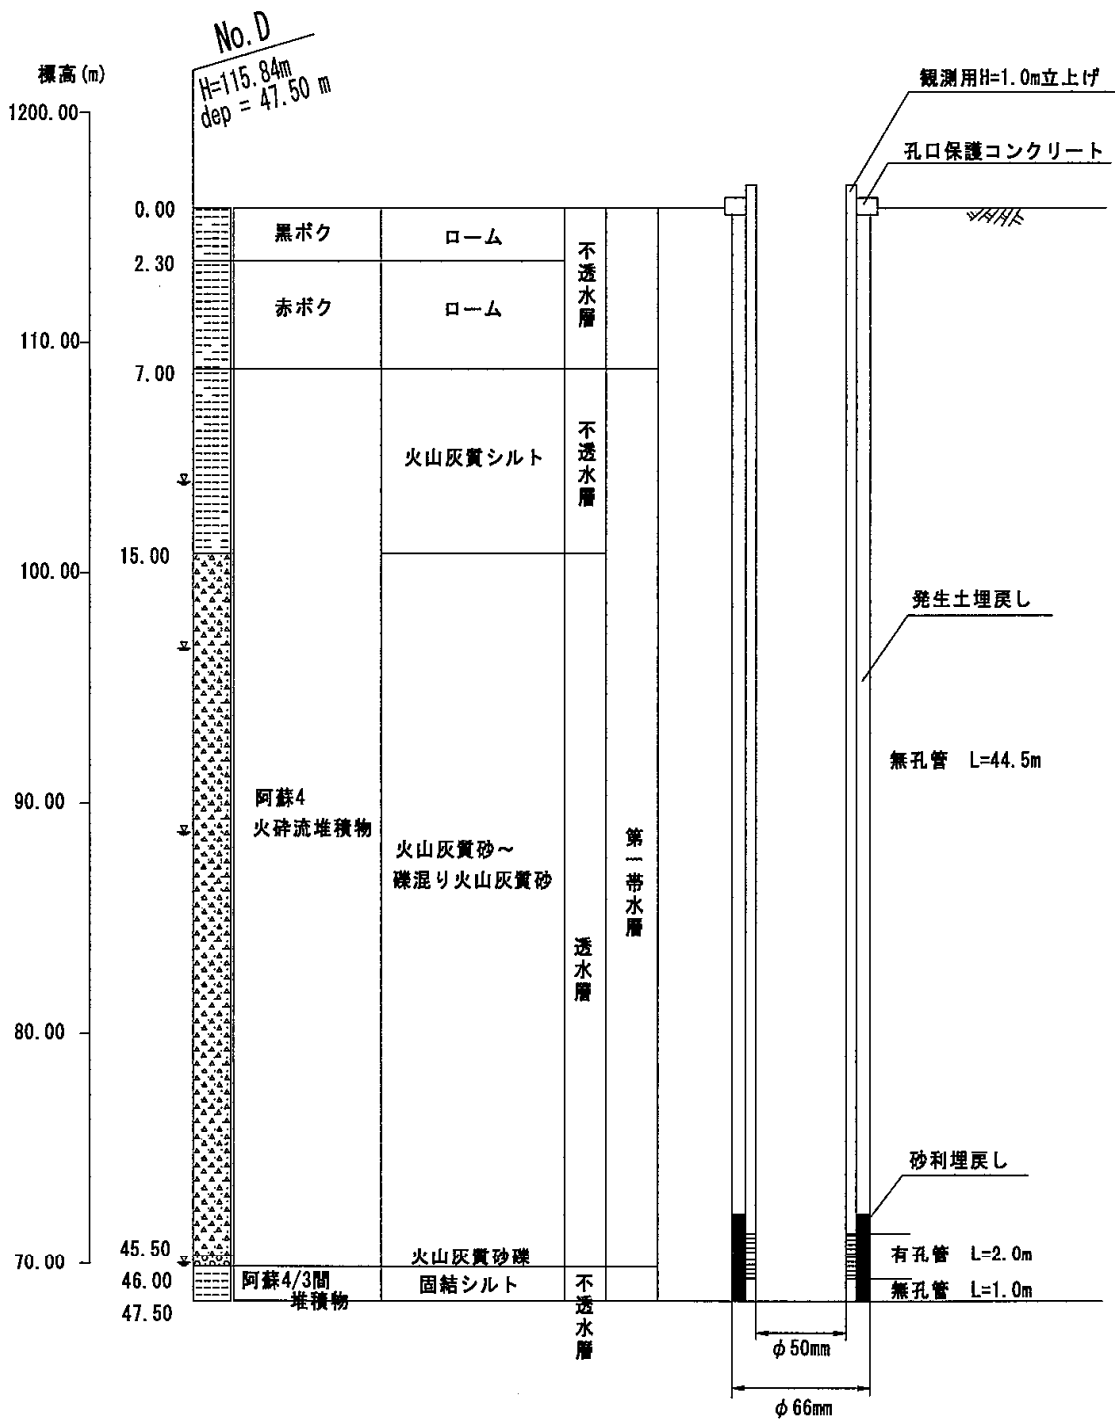 No.D
H=115.84m
dep = 47.50 m
標高(m)
1200.00
110.00
100.00
90.00
80.00
70.00
0.00
2.30
7.00
15.00
45.50
46.00
47.50
黒ボク
ローム
赤ボク
ローム
不透水層
火山灰質シルト
不透水層
阿蘇4
火砕流堆積物
火山灰質砂～
礫混り火山灰質砂
透水層
第一帯水層
火山灰質砂礫
阿蘇4/3間
堆積物
固結シルト
不透水層
観測用H=1.0m立上げ
孔口保護コンクリート
発生土埋戻し
無孔管 L=44.5m
砂利埋戻し
有孔管 L=2.0m
無孔管 L=1.0m
φ50mm
φ66mm